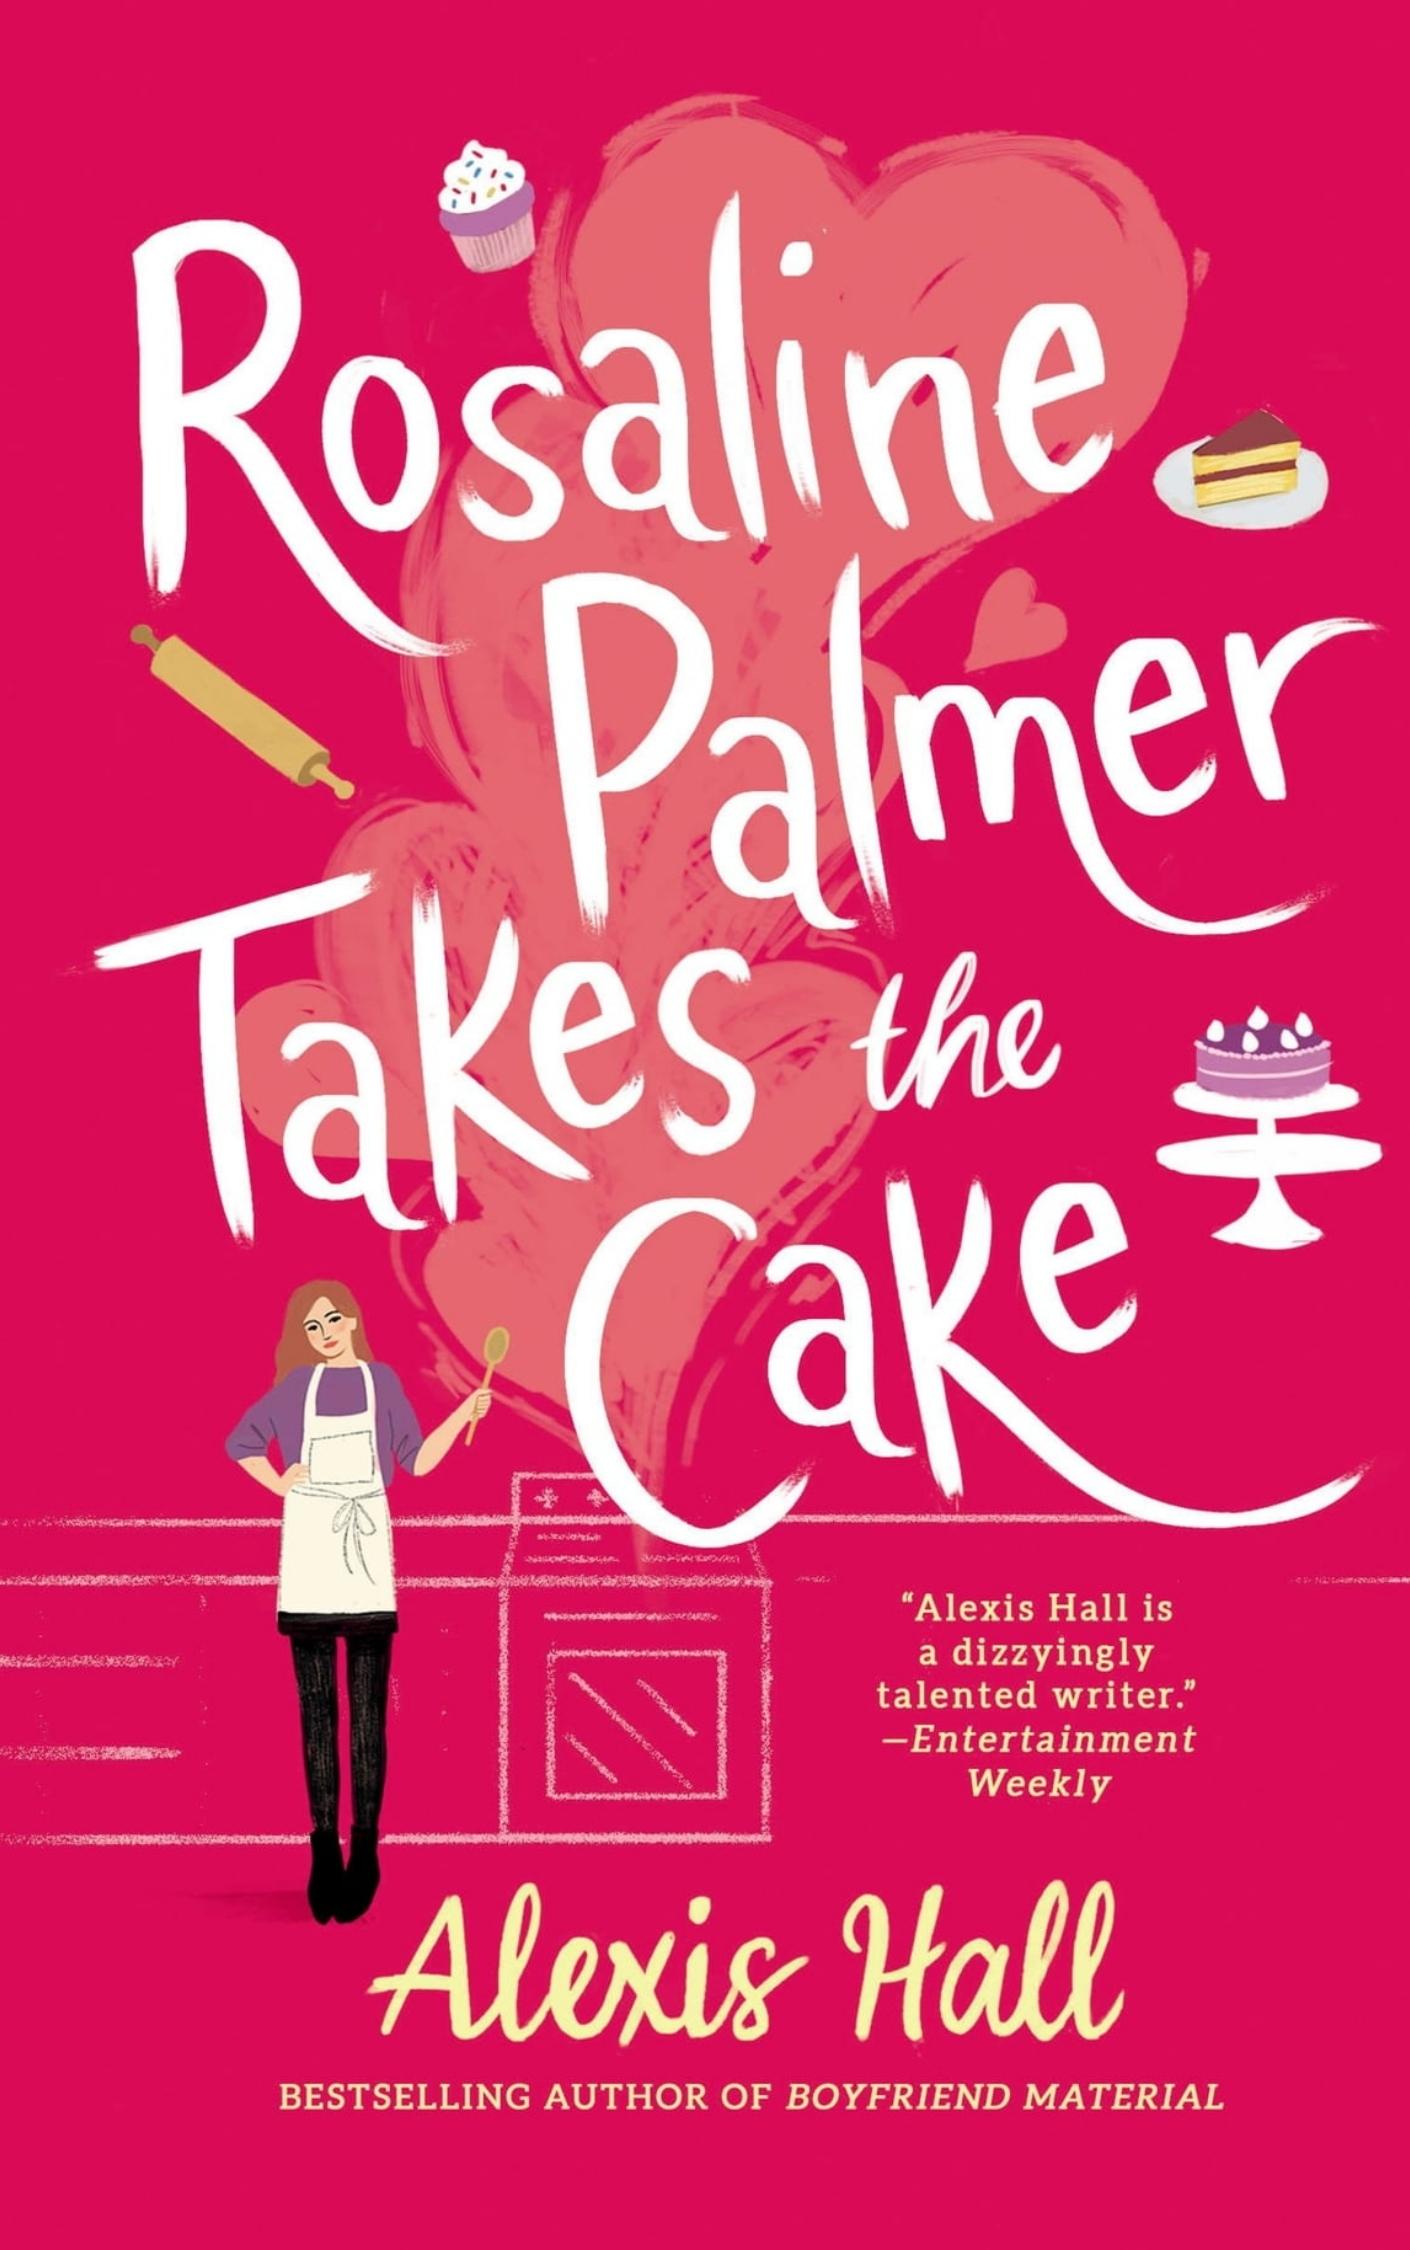 Rosaline
Palmer
Takes the
Cake
“Alexis Hall is
a dizzyingly
talented writer.”
—Entertainment
Weekly
Alexis Hall
BESTSELLING AUTHOR OF BOYFRIEND MATERIAL